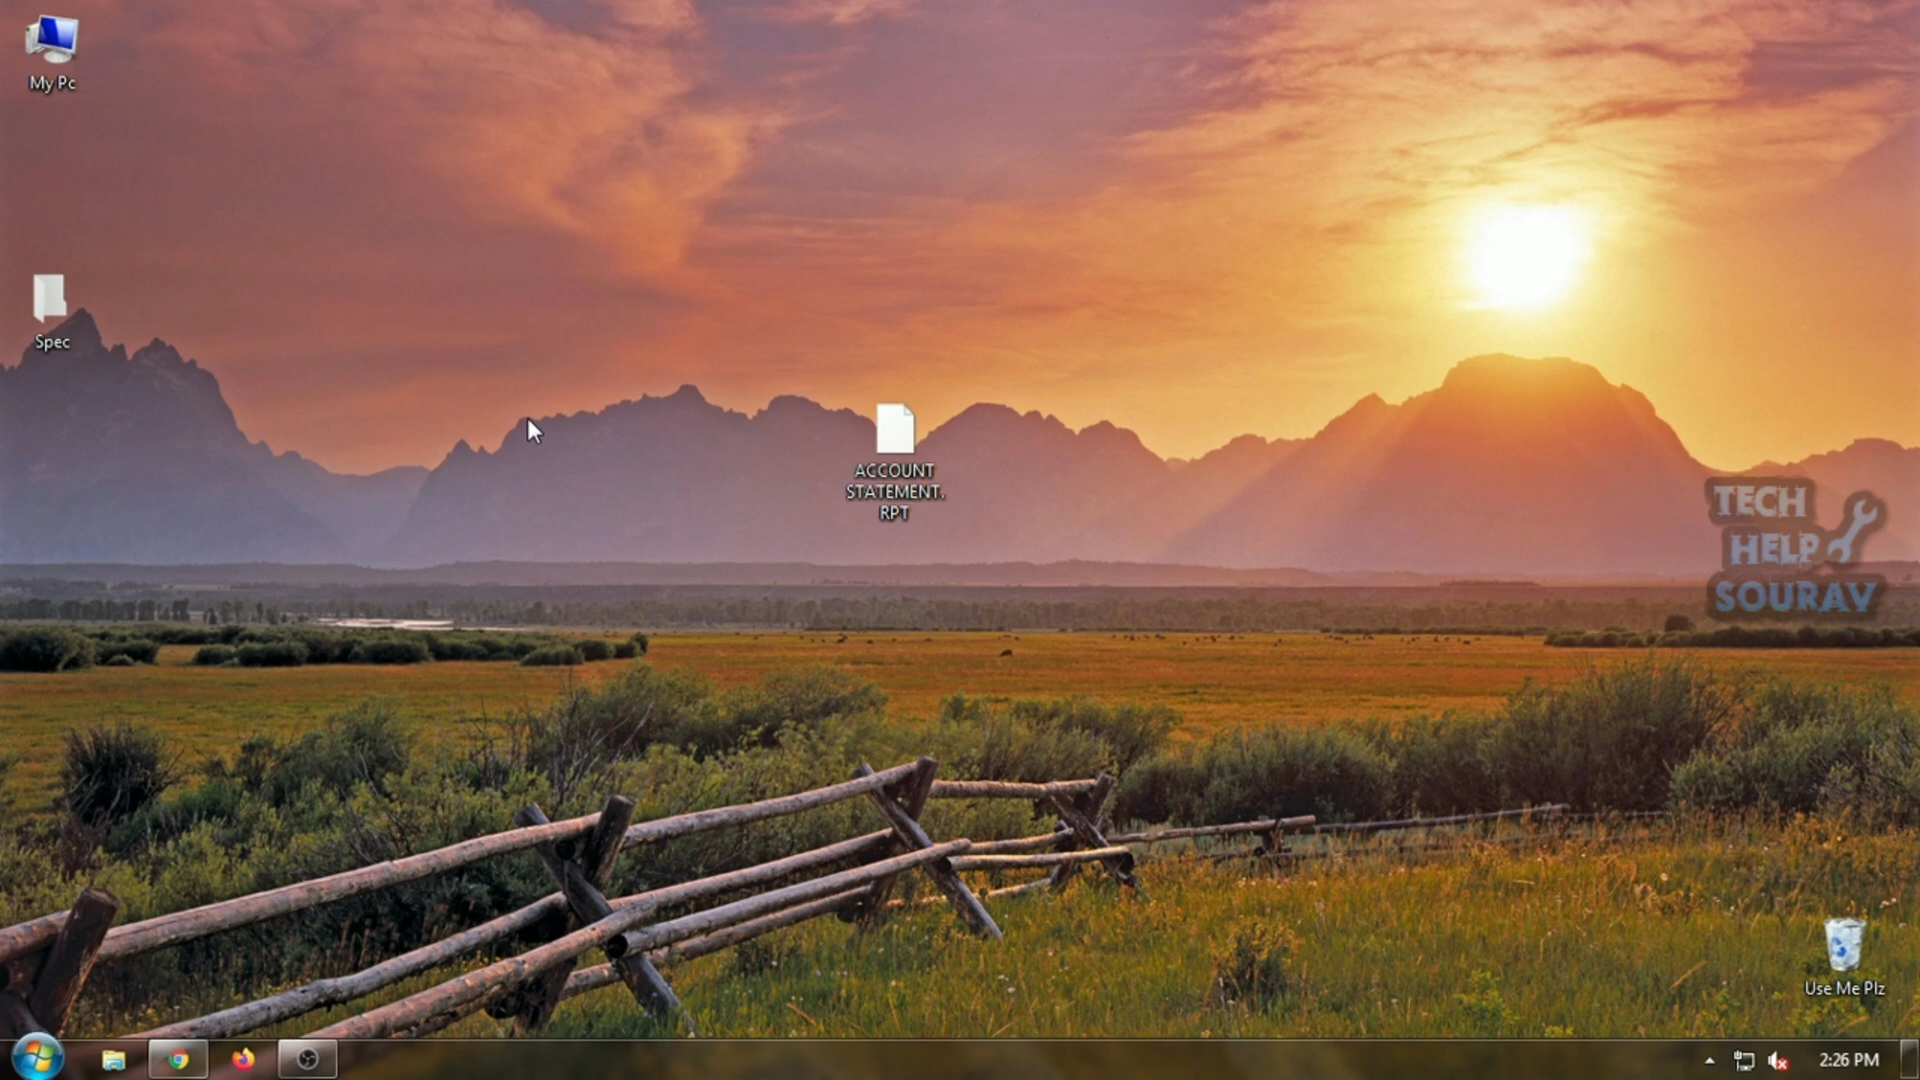 My Pc
Spec
ACCOUNT
STATEMENT.
RPT
TECH
HELP
SOURAV
Use Me Plz
2:26 PM